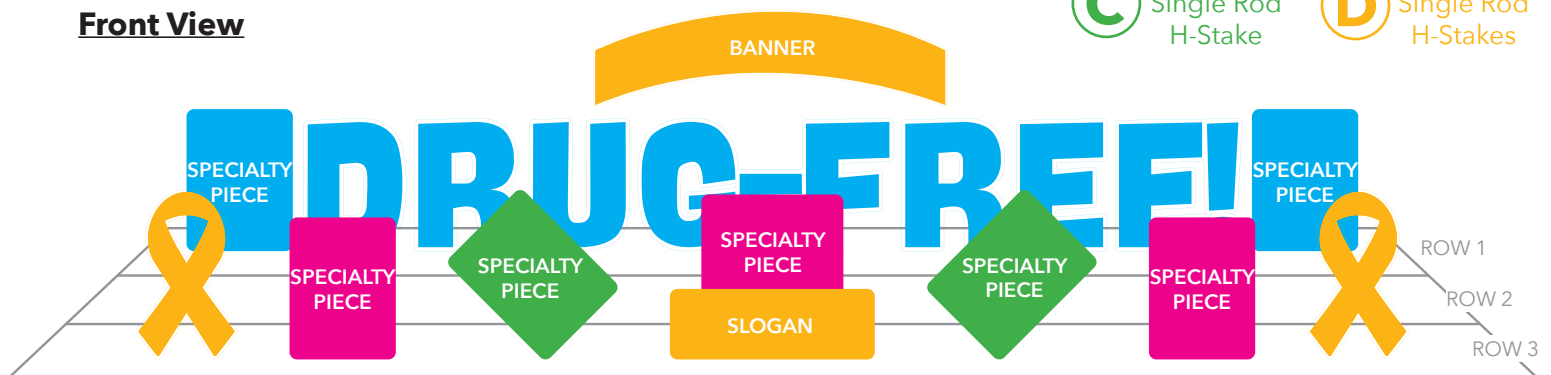 Front View
C
Single Rod
H-Stake
D
Single Rod
H-Stakes
BANNER
DRUG-FREE!
SPECIALTY
PIECE
SPECIALTY
PIECE
SPECIALTY
PIECE
SPECIALTY
PIECE
SPECIALTY
PIECE
SPECIALTY
PIECE
SPECIALTY
PIECE
SLOGAN
ROW 1
ROW 2
ROW 3